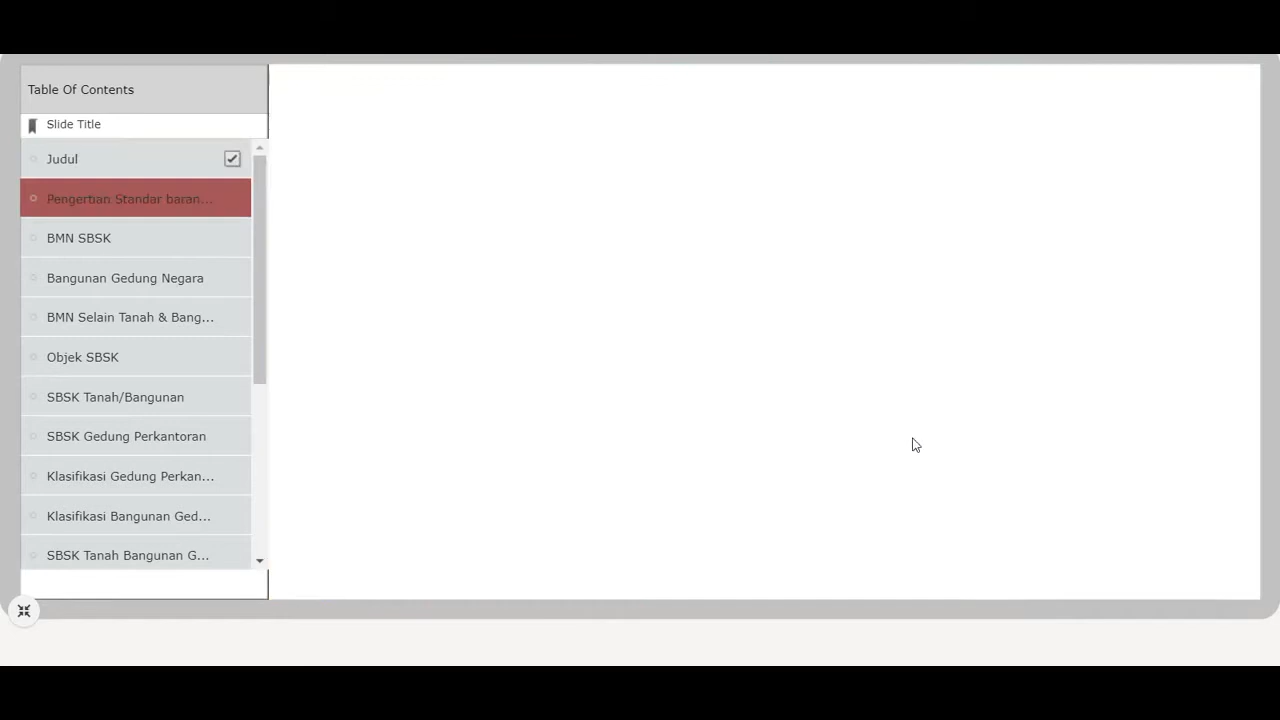 Table Of Contents
Slide Title
Judul
Pengertian Standar baran...
BMN SBSK
Bangunan Gedung Negara
BMN Selain Tanah & Bang...
Objek SBSK
SBSK Tanah/Bangunan
SBSK Gedung Perkantoran
Klasifikasi Gedung Perkan...
Klasifikasi Bangunan Ged...
SBSK Tanah Bangunan G...